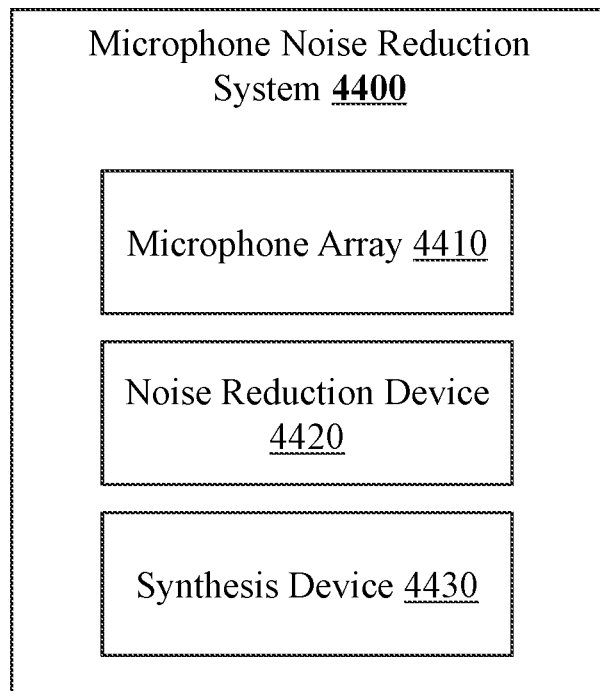 Microphone Noise Reduction
System 4400
Microphone Array 4410
Noise Reduction Device
4420
Synthesis Device 4430